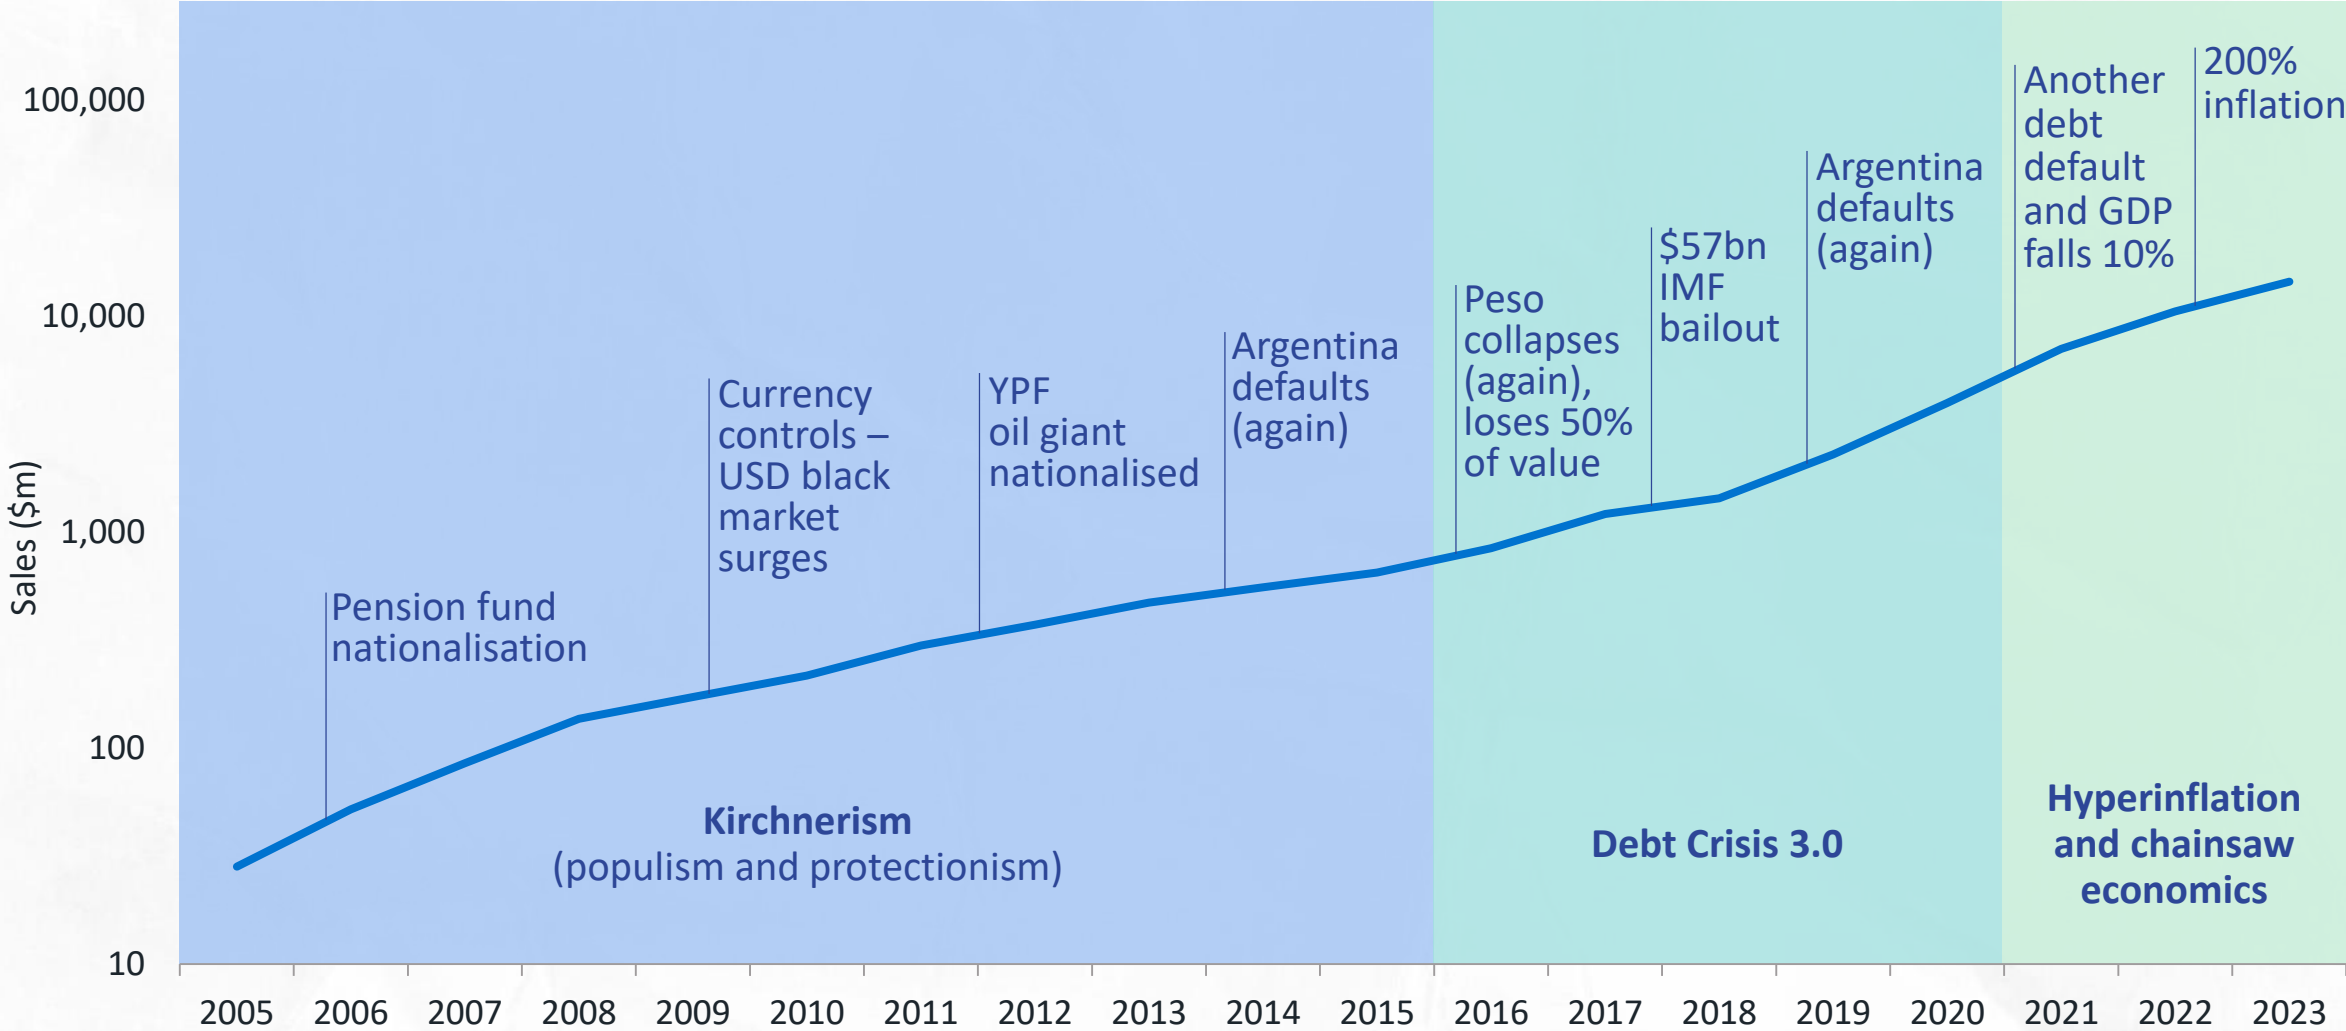 Sales ($m)
100,000
10,000
1,000
100
10
Pension fund
nationalisation
Currency
controls –
USD black
market
surges
YPF
oil giant
nationalised
Argentina
defaults
(again)
Peso
collapses
(again),
loses 50%
of value
$57bn
IMF
bailout
Argentina
defaults
(again)
Another
debt
default
and GDP
falls 10%
200%
inflation
Kirchnerism
(populism and protectionism)
Debt Crisis 3.0
Hyperinflation
and chainsaw
economics
2005 2006 2007 2008 2009 2010 2011 2012 2013 2014 2015 2016 2017 2018 2019 2020 2021 2022 2023